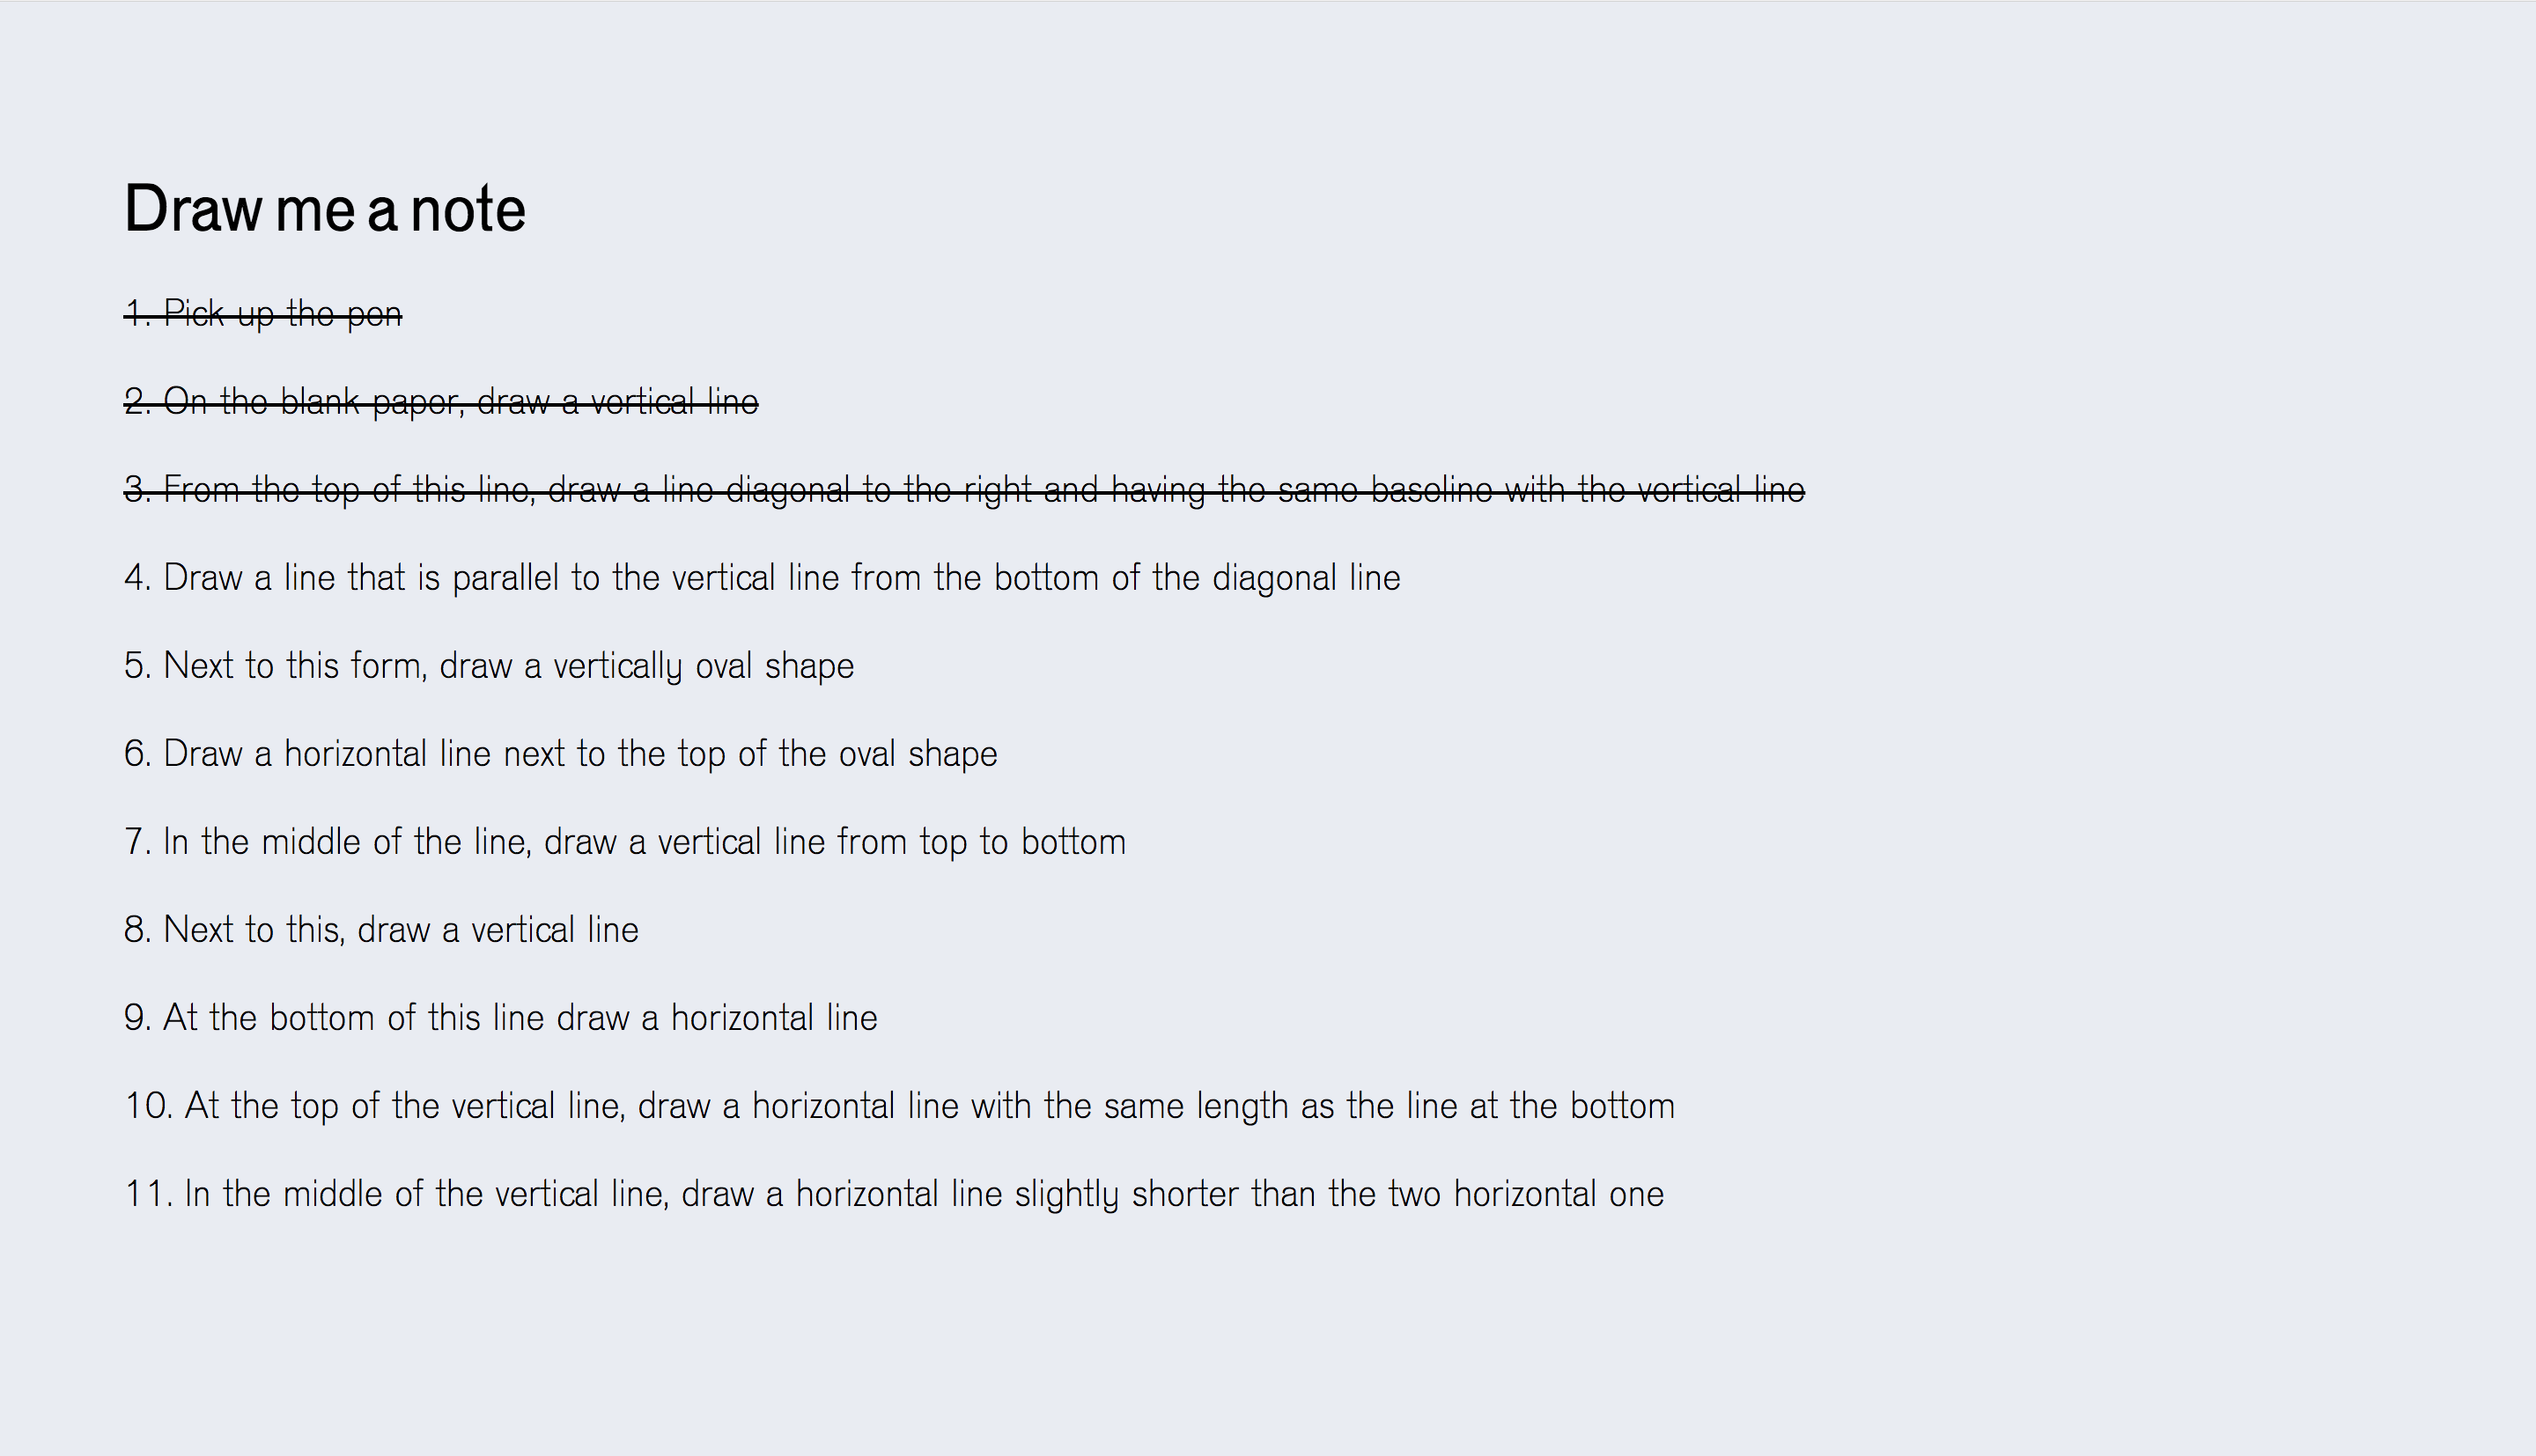 Draw me a note
1. Pick up the pen
2. On the blank paper, draw a vertical line
3. From the top of this line, draw a line diagonal to the right and having the same baseline with the vertical line
4. Draw a line that is parallel to the vertical line from the bottom of the diagonal line
5. Next to this form, draw a vertically oval shape
6. Draw a horizontal line next to the top of the oval shape
7. In the middle of the line, draw a vertical line from top to bottom
8. Next to this, draw a vertical line
9. At the bottom of this line draw a horizontal line
10. At the top of the vertical line, draw a horizontal line with the same length as the line at the bottom
11. In the middle of the vertical line, draw a horizontal line slightly shorter than the two horizontal one